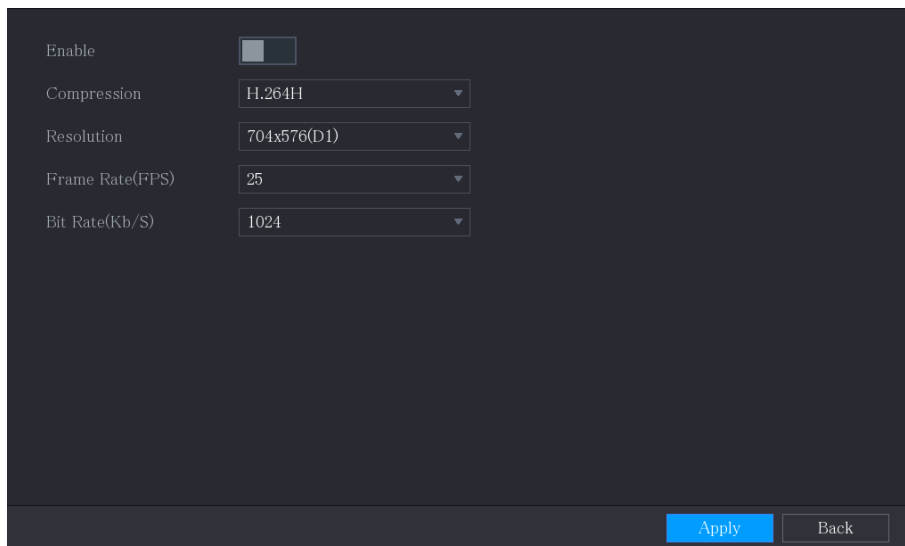 Enable
Compression H.264H
Resolution 704x576(D1)
Frame Rate(FPS) 25
Bit Rate(Kb/S) 1024
Apply Back